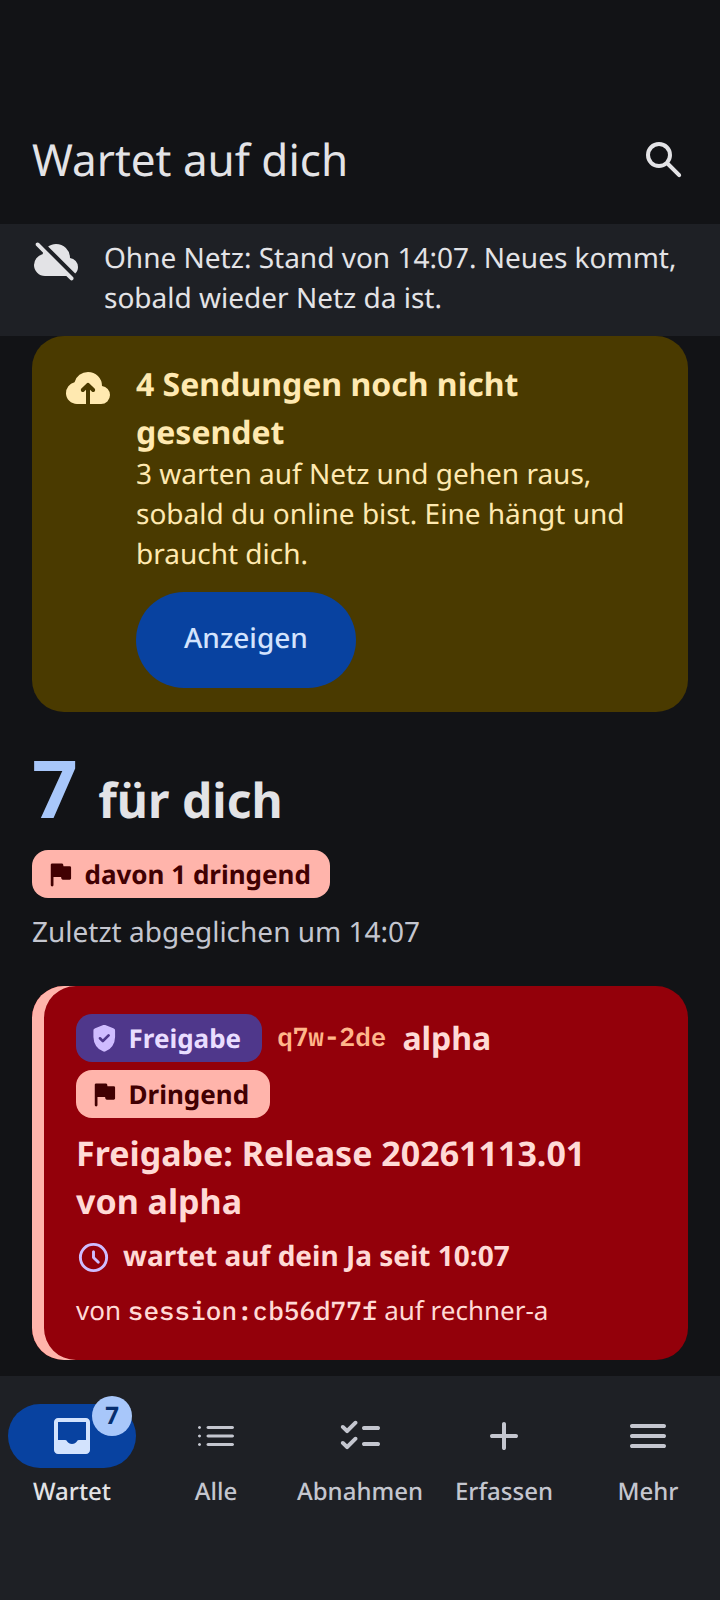 Wartet auf dich
Ohne Netz: Stand von 14:07. Neues kommt,
sobald wieder Netz da ist.
4 Sendungen noch nicht
gesendet
3 warten auf Netz und gehen raus,
sobald du online bist. Eine hängt und
braucht dich.
Anzeigen
7 für dich
davon 1 dringend
Zuletzt abgeglichen um 14:07
Freigabe q7w-2de alpha
Dringend
Freigabe: Release 20261113.01
von alpha
wartet auf dein Ja seit 10:07
von session:cb56d77f auf rechner-a
7
Wartet Alle Abnahmen Erfassen Mehr